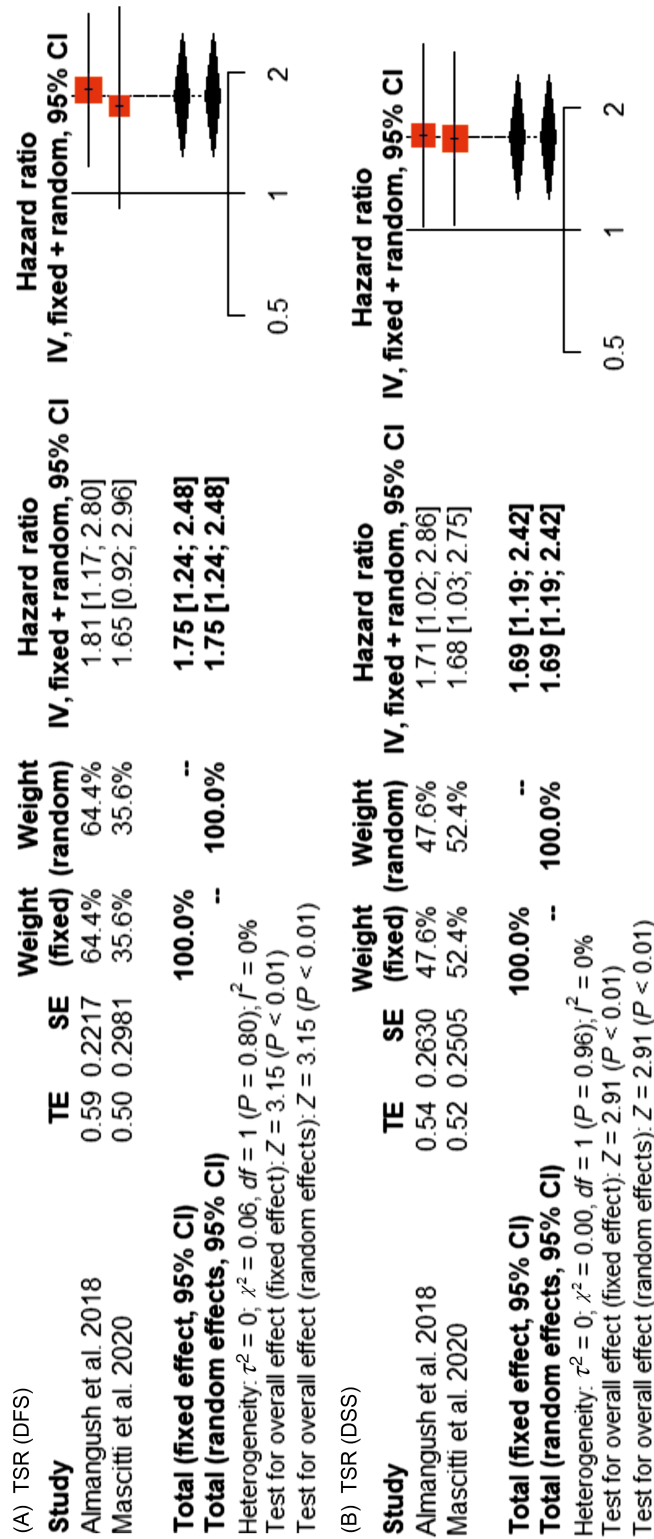 (A) TSR (DFS)
Study TE SE Weight (fixed) Weight (random) Hazard ratio IV, fixed + random, 95% CI Hazard ratio IV, fixed + random, 95% CI
Almangush et al. 2018 0.59 0.2217 64.4% 64.4% 1.81 [1.17; 2.80]
Mascitti et al. 2020 0.50 0.2981 35.6% 35.6% 1.65 [0.92; 2.96]
Total (fixed effect, 95% CI) 100.0% -- 1.75 [1.24; 2.48]
Total (random effects, 95% CI) -- 100.0% 1.75 [1.24; 2.48]
Heterogeneity: τ² = 0; χ² = 0.06, df = 1 (P = 0.80); I² = 0%
Test for overall effect (fixed effect): Z = 3.15 (P < 0.01)
Test for overall effect (random effects): Z = 3.15 (P < 0.01)
0.5 1 2
(B) TSR (DSS)
Study TE SE Weight (fixed) Weight (random) Hazard ratio IV, fixed + random, 95% CI Hazard ratio IV, fixed + random, 95% CI
Almangush et al. 2018 0.54 0.2630 47.6% 47.6% 1.71 [1.02; 2.86]
Mascitti et al. 2020 0.52 0.2505 52.4% 52.4% 1.68 [1.03; 2.75]
Total (fixed effect, 95% CI) 100.0% -- 1.69 [1.19; 2.42]
Total (random effects, 95% CI) -- 100.0% 1.69 [1.19; 2.42]
Heterogeneity: τ² = 0; χ² = 0.00, df = 1 (P = 0.96); I² = 0%
Test for overall effect (fixed effect): Z = 2.91 (P < 0.01)
Test for overall effect (random effects): Z = 2.91 (P < 0.01)
0.5 1 2